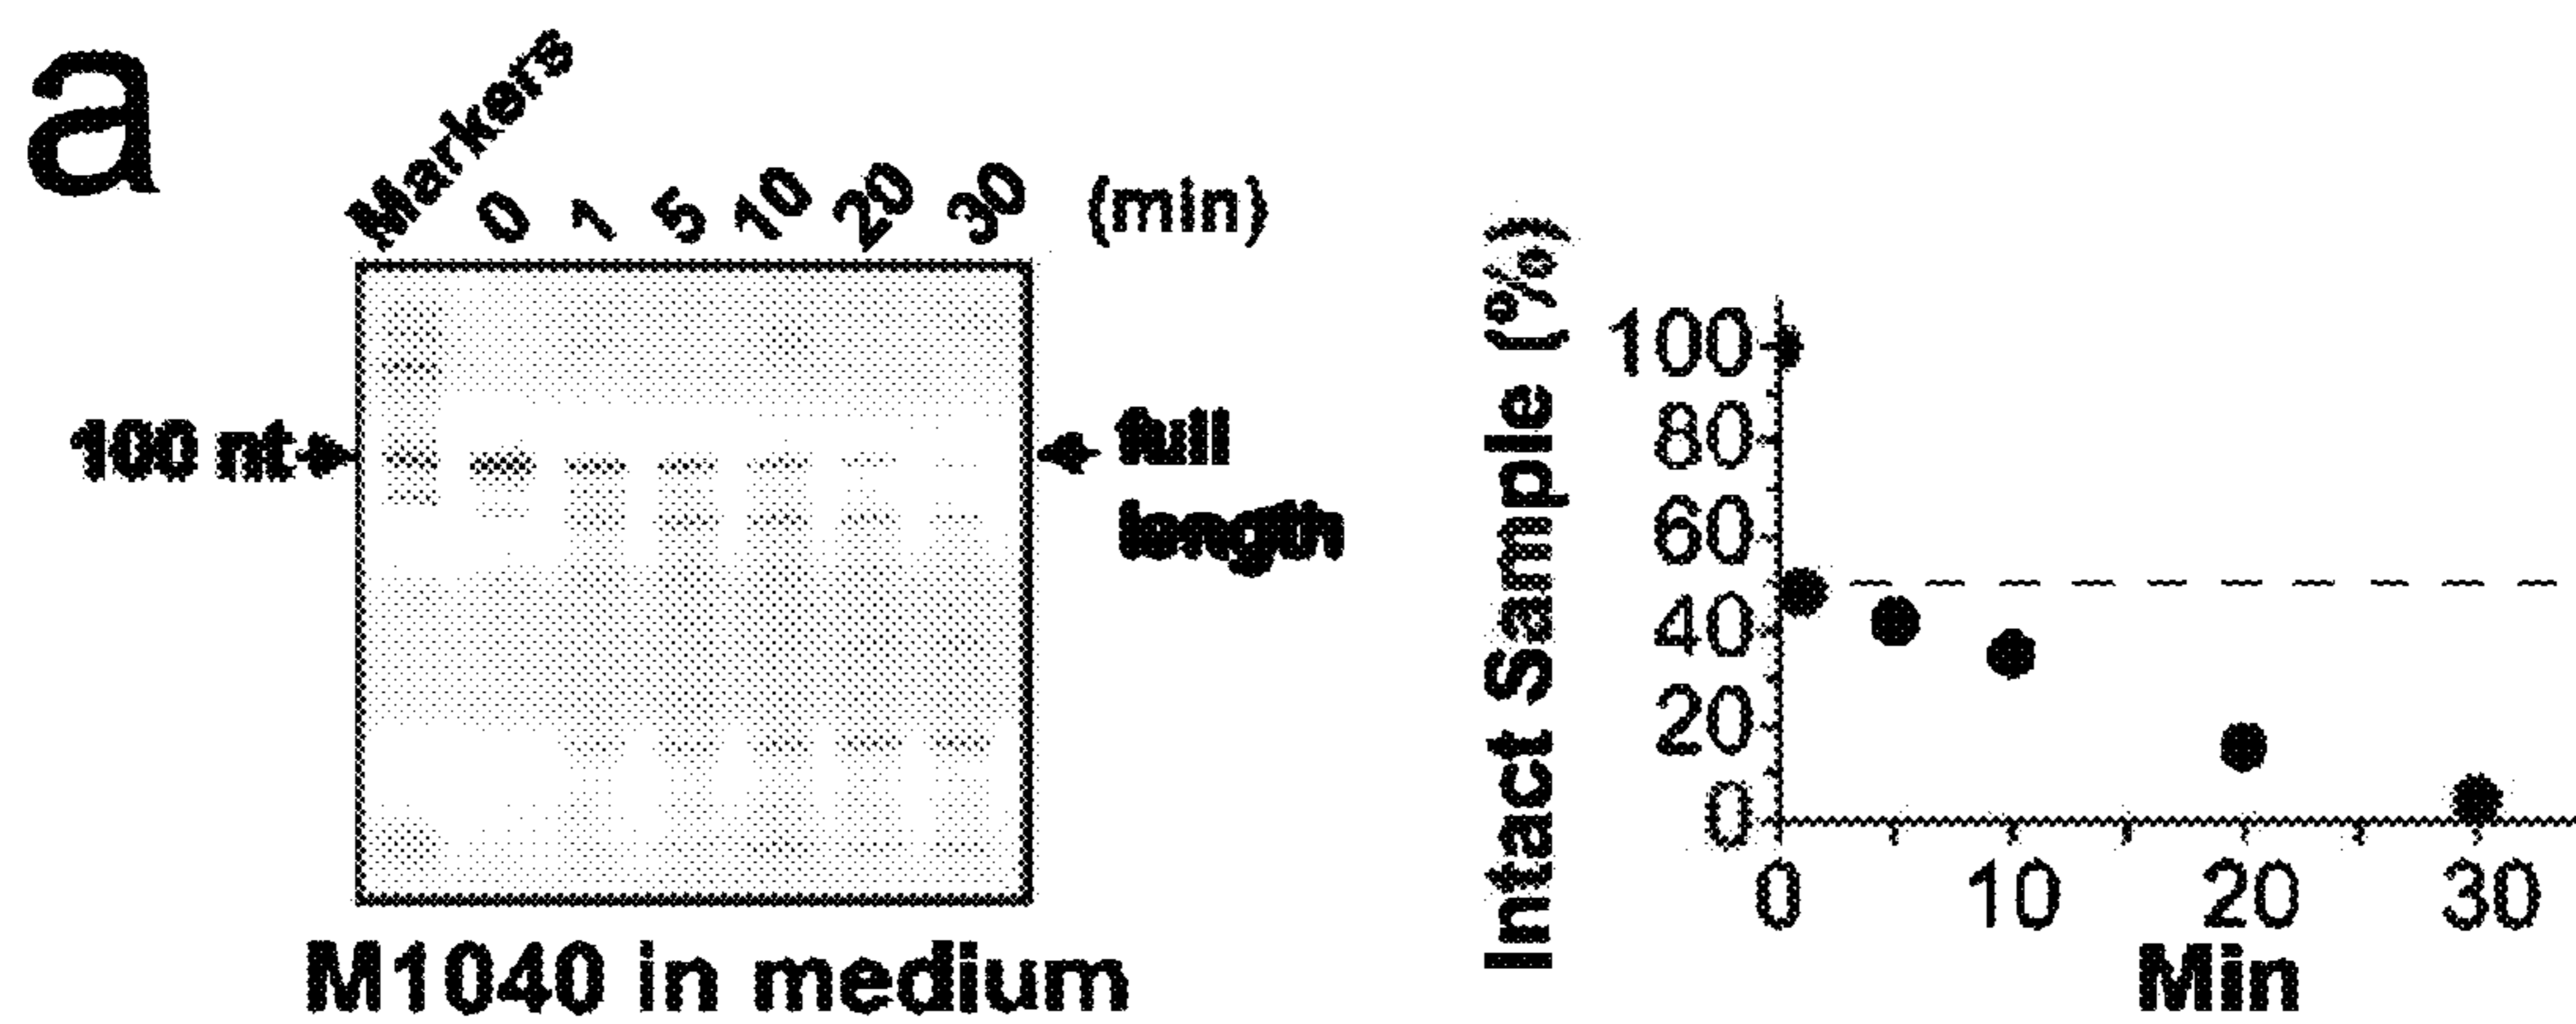 a
Markers 0 1 5 10 20 30 (min)
100 nt
full
length
M1040 in medium
Intact Sample (%)
100
80
60
40
20
0
0 10 20 30
Min